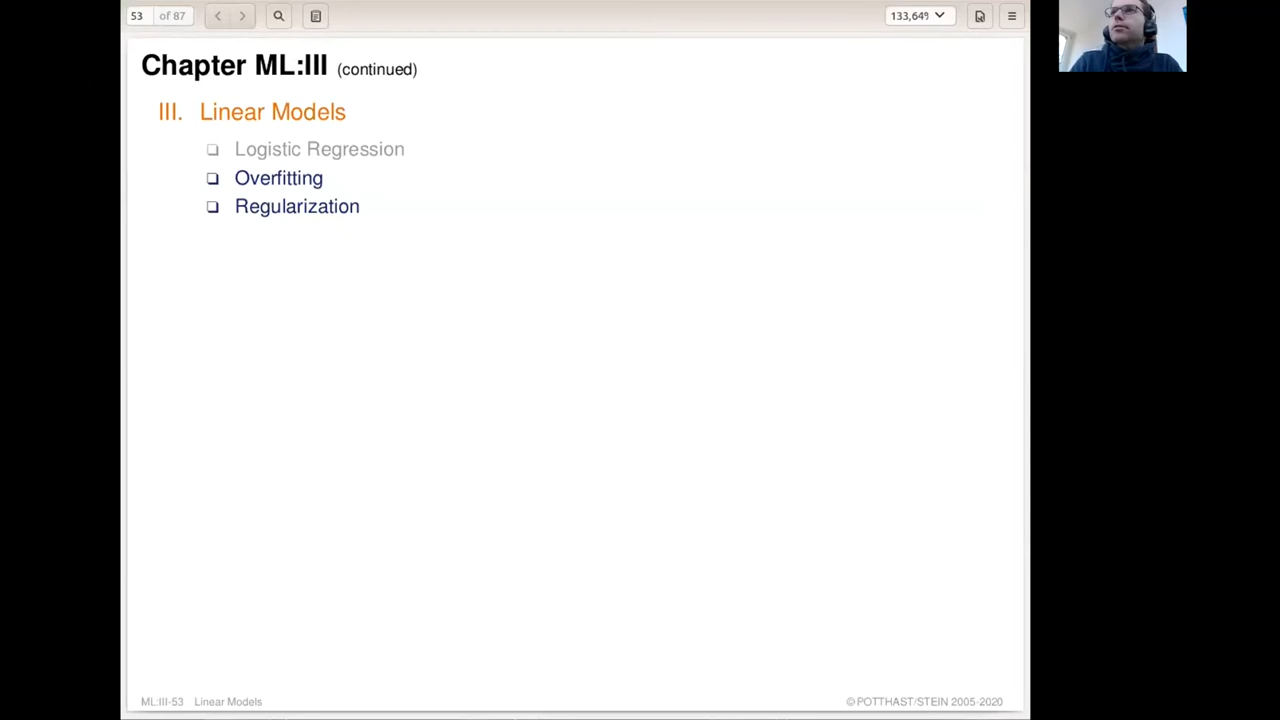 53 of 87
133,64%
Chapter ML:III (continued)
III. Linear Models
Logistic Regression
Overfitting
Regularization
ML:III-53 Linear Models
© POTTHAST/STEIN 2005-2020